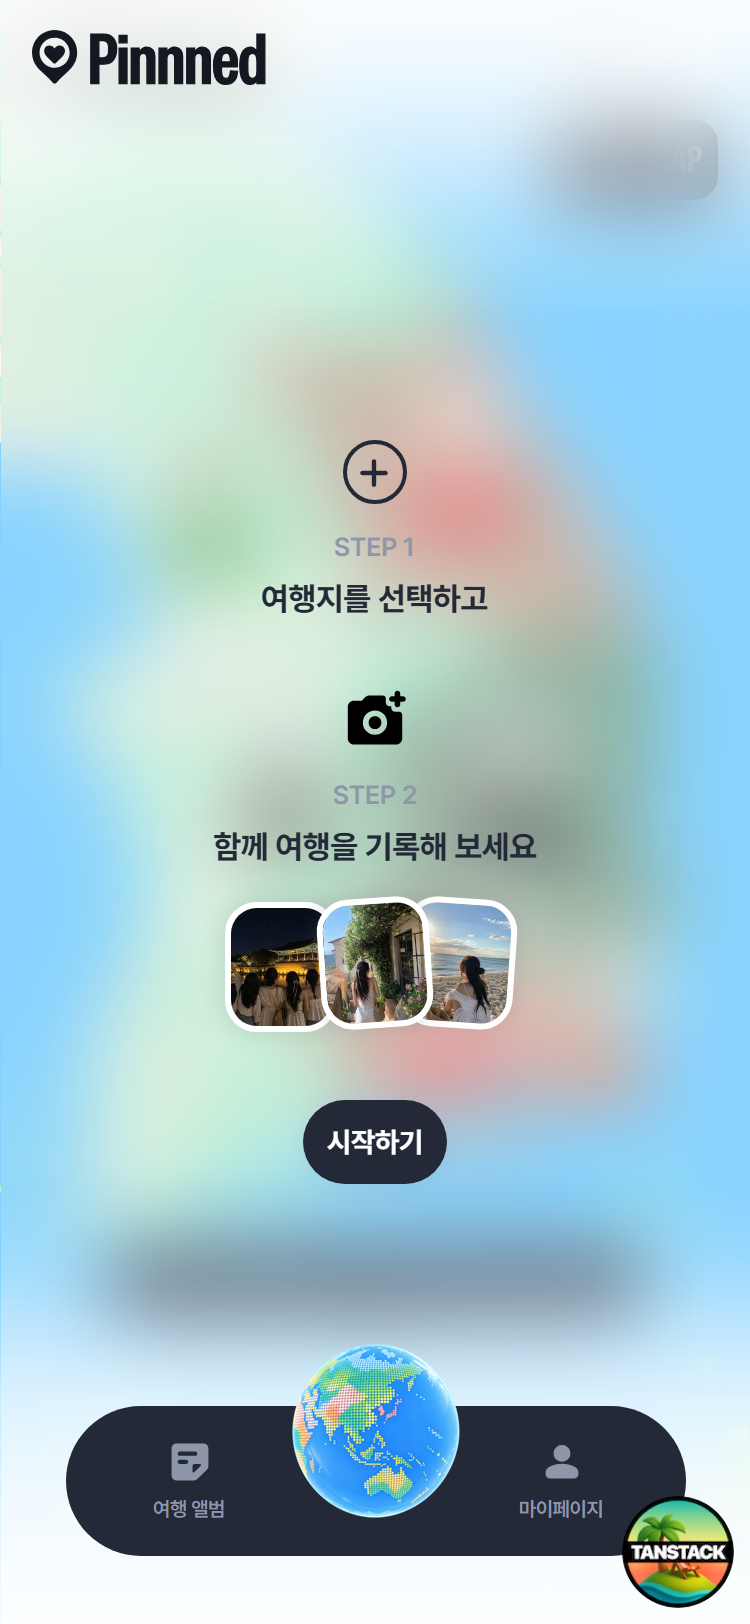 Pinnned
AP
STEP 1
여행지를 선택하고
STEP 2
함께 여행을 기록해 보세요
시작하기
여행 앨범
마이페이지
TANSTACK